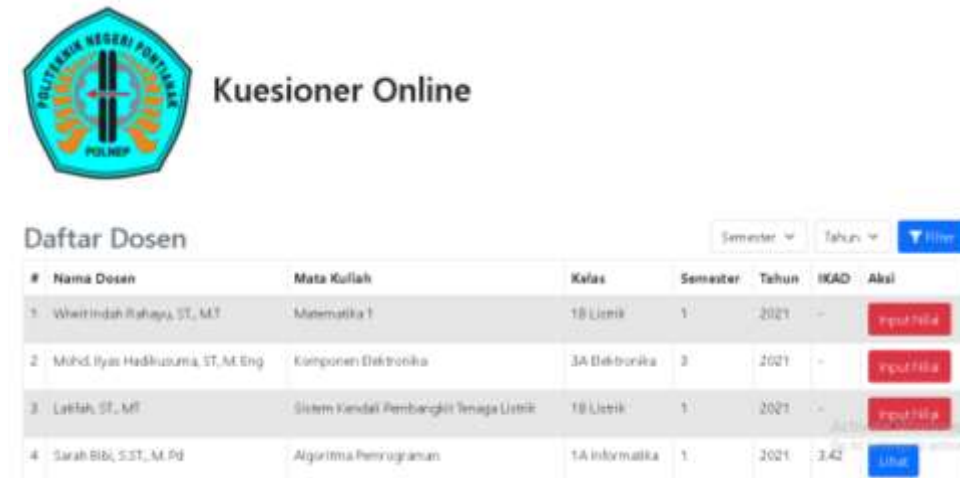 POLITEKNIK NEGERI PONTIANAK
POLNEP
Kuesioner Online
Daftar Dosen
Semester Tahun Filter
# Nama Dosen Mata Kuliah Kelas Semester Tahun IKAD Aksi
1 Indah Rahayu, ST., M.T Matematika 1 1B Listrik 1 2021 - Input Nilai
2 Mohd. Ilyas Hadikusuma, ST, M. Eng Komponen Elektronika 3A Elektronika 3 2021 - Input Nilai
3 Latifah, ST., MT Sistem Kendali Pembangkit Tenaga Listrik 1B Listrik 1 2021 - Input Nilai
4 Sarah Bibi, S.ST., M. Pd Algoritma Pemrograman 1A Informatika 1 2021 3.42 Lihat